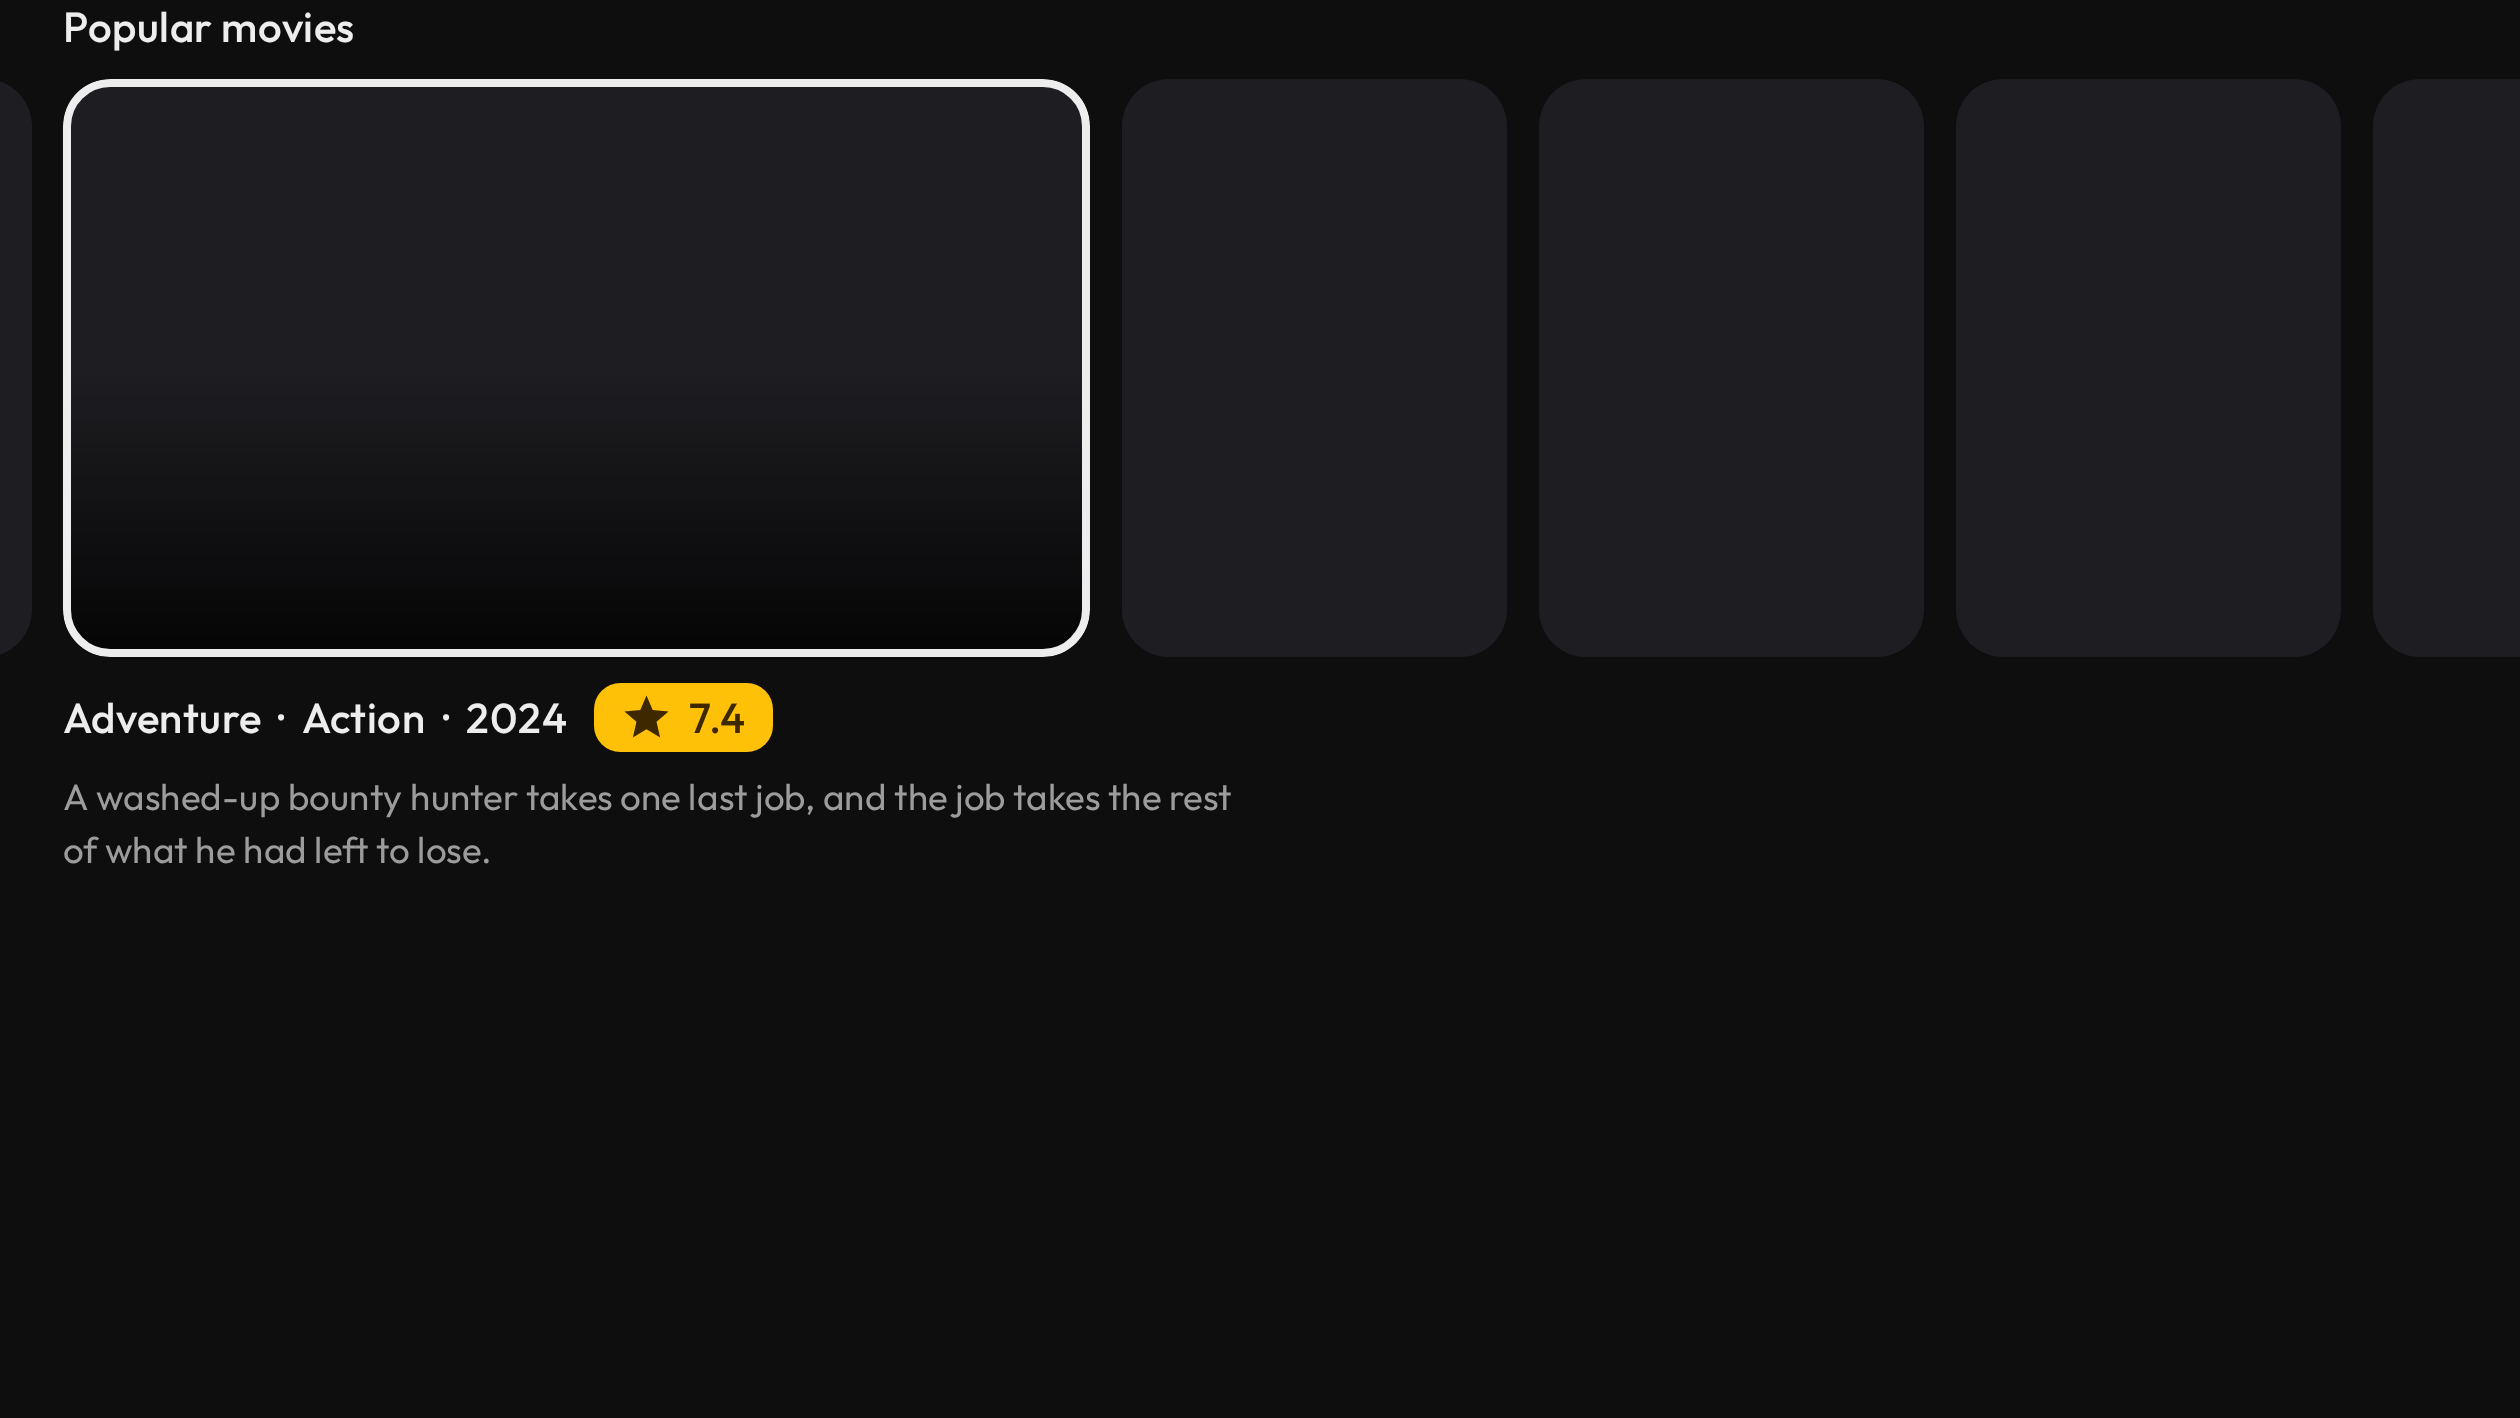 Popular movies
Adventure · Action · 2024 7.4
A washed-up bounty hunter takes one last job, and the job takes the rest
of what he had left to lose.